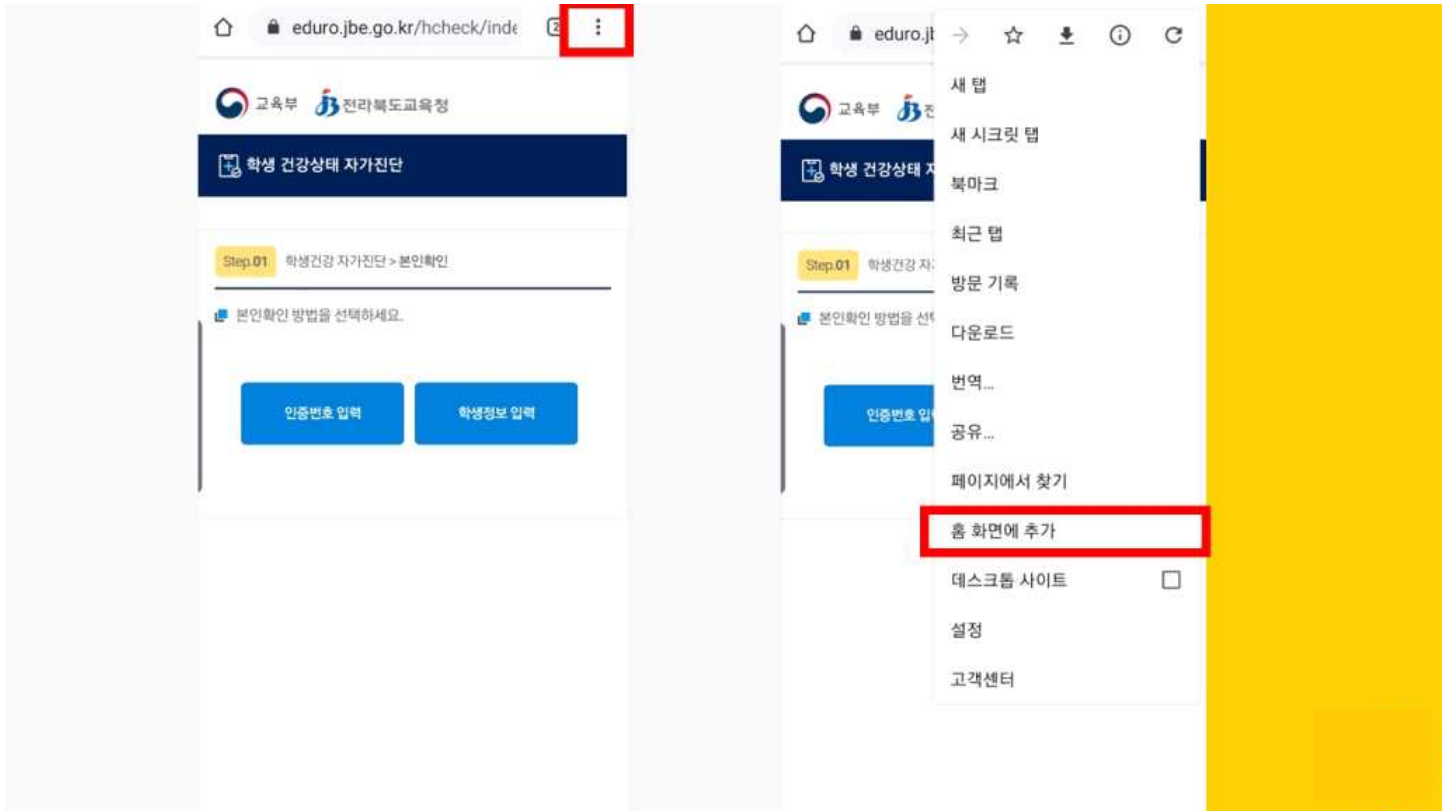 eduro.jbe.go.kr/hcheck/inde
2
교육부 전라북도교육청
학생 건강상태 자가진단
Step.01 학생건강 자가진단 > 본인확인
본인확인 방법을 선택하세요.
인증번호 입력 학생정보 입력
eduro.jb
교육부
학생 건강상태
Step.01 학생건강 자
본인확인 방법을
인증번호 입
새 탭
새 시크릿 탭
북마크
최근 탭
방문 기록
다운로드
번역...
공유...
페이지에서 찾기
홈 화면에 추가
데스크톱 사이트
설정
고객센터